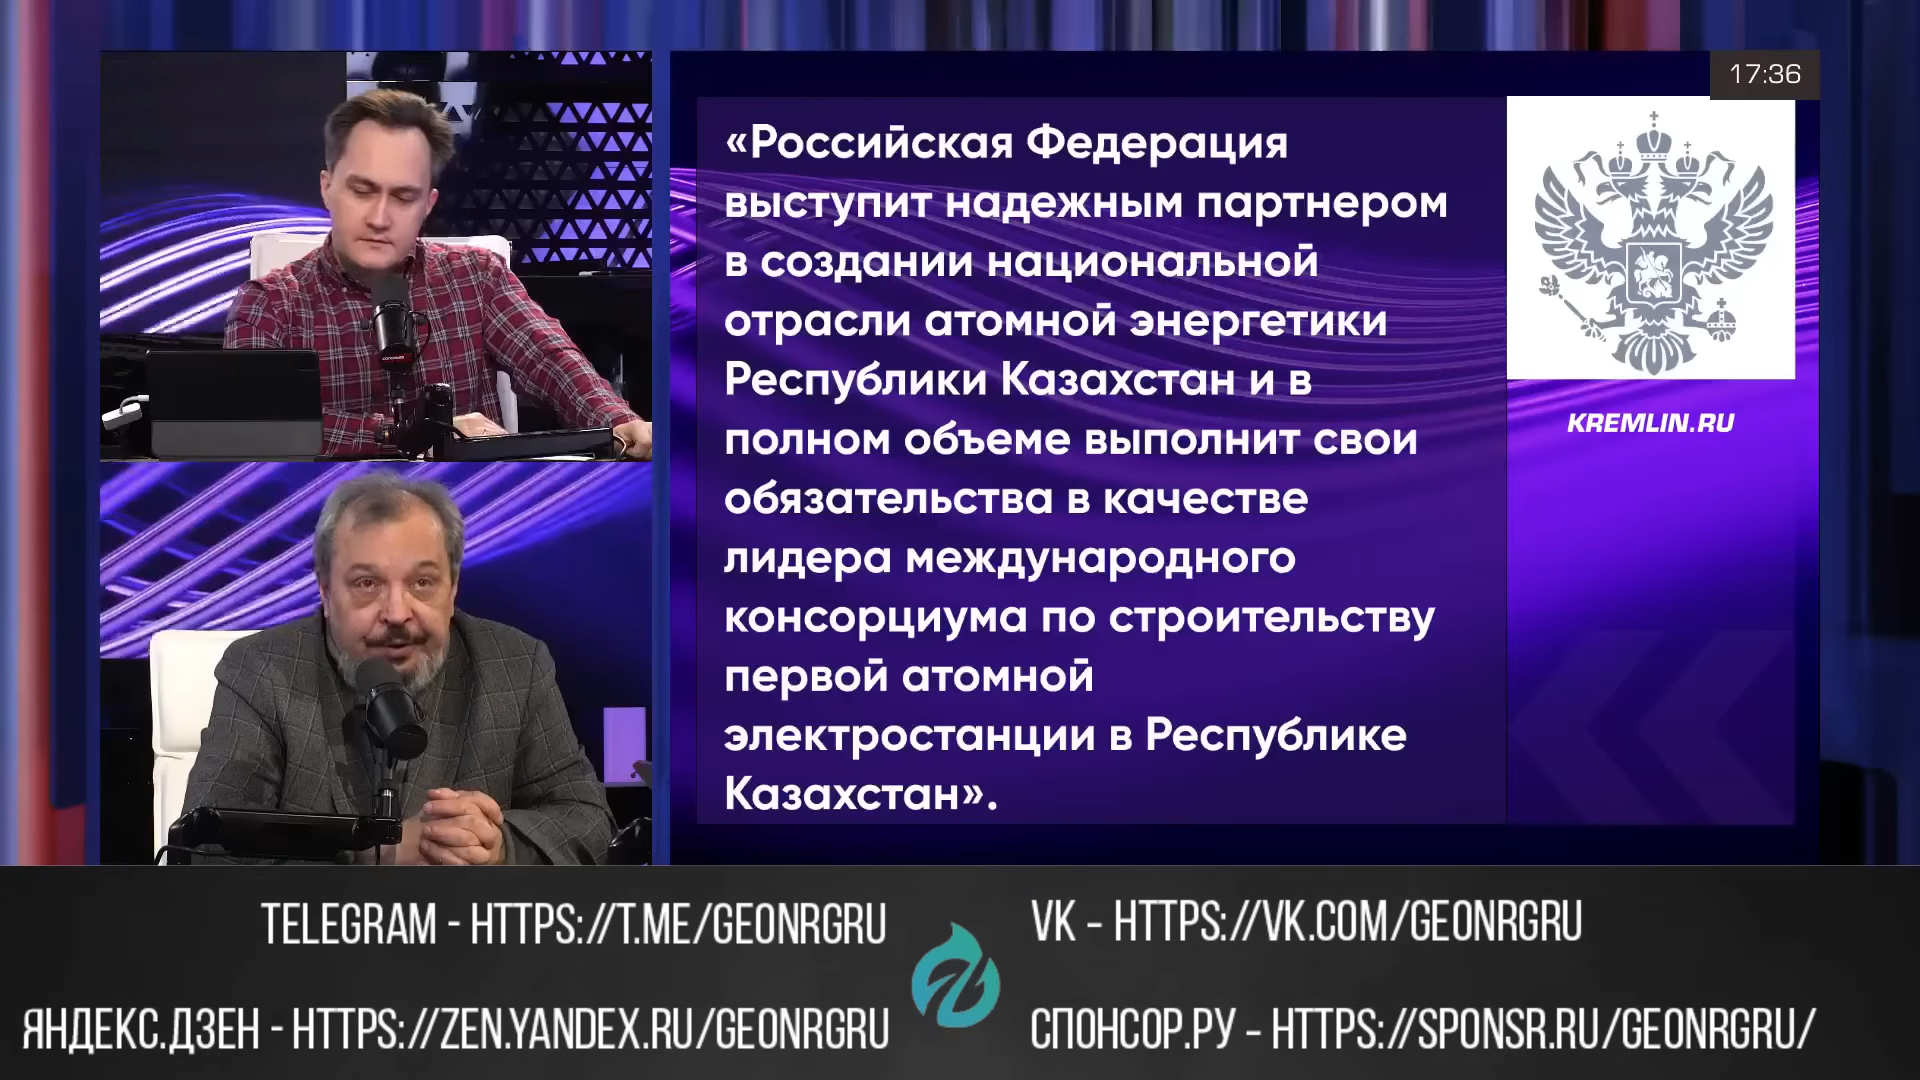 17:36
«Российская Федерация
выступит надежным партнером
в создании национальной
отрасли атомной энергетики
Республики Казахстан и в
полном объеме выполнит свои
обязательства в качестве
лидера международного
консорциума по строительству
первой атомной
электростанции в Республике
Казахстан».
KREMLIN.RU
TELEGRAM - HTTPS://T.ME/GEONRGRU
VK - HTTPS://VK.COM/GEONRGRU
ЯНДЕКС.ДЗЕН - HTTPS://ZEN.YANDEX.RU/GEONRGRU
СПОНСОР.РУ - HTTPS://SPONSR.RU/GEONRGRU/